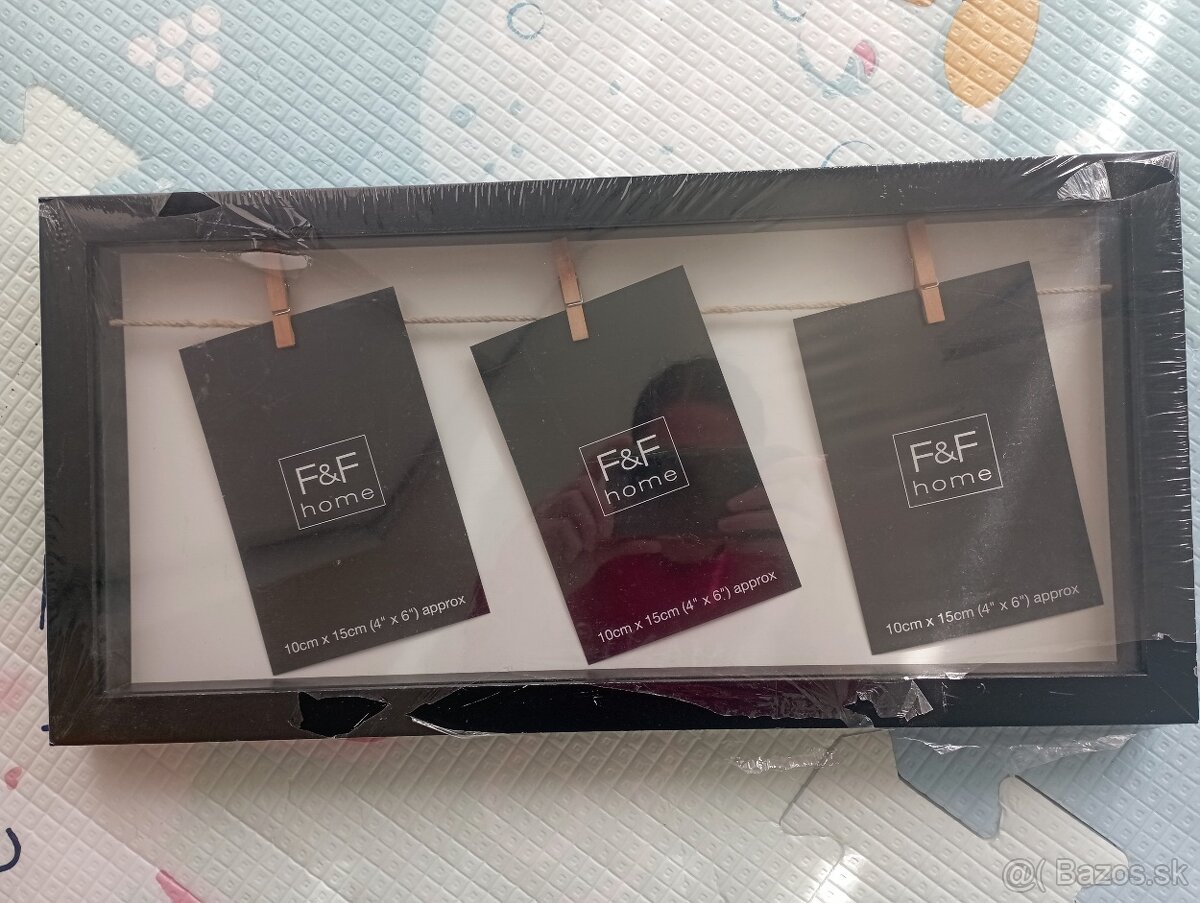 F&F
home
10cm x 15cm (4" x 6") approx
F&F
home
10cm x 15cm (4" x 6") approx
F&F
home
10cm x 15cm (4" x 6") approx
@( Bazos.sk